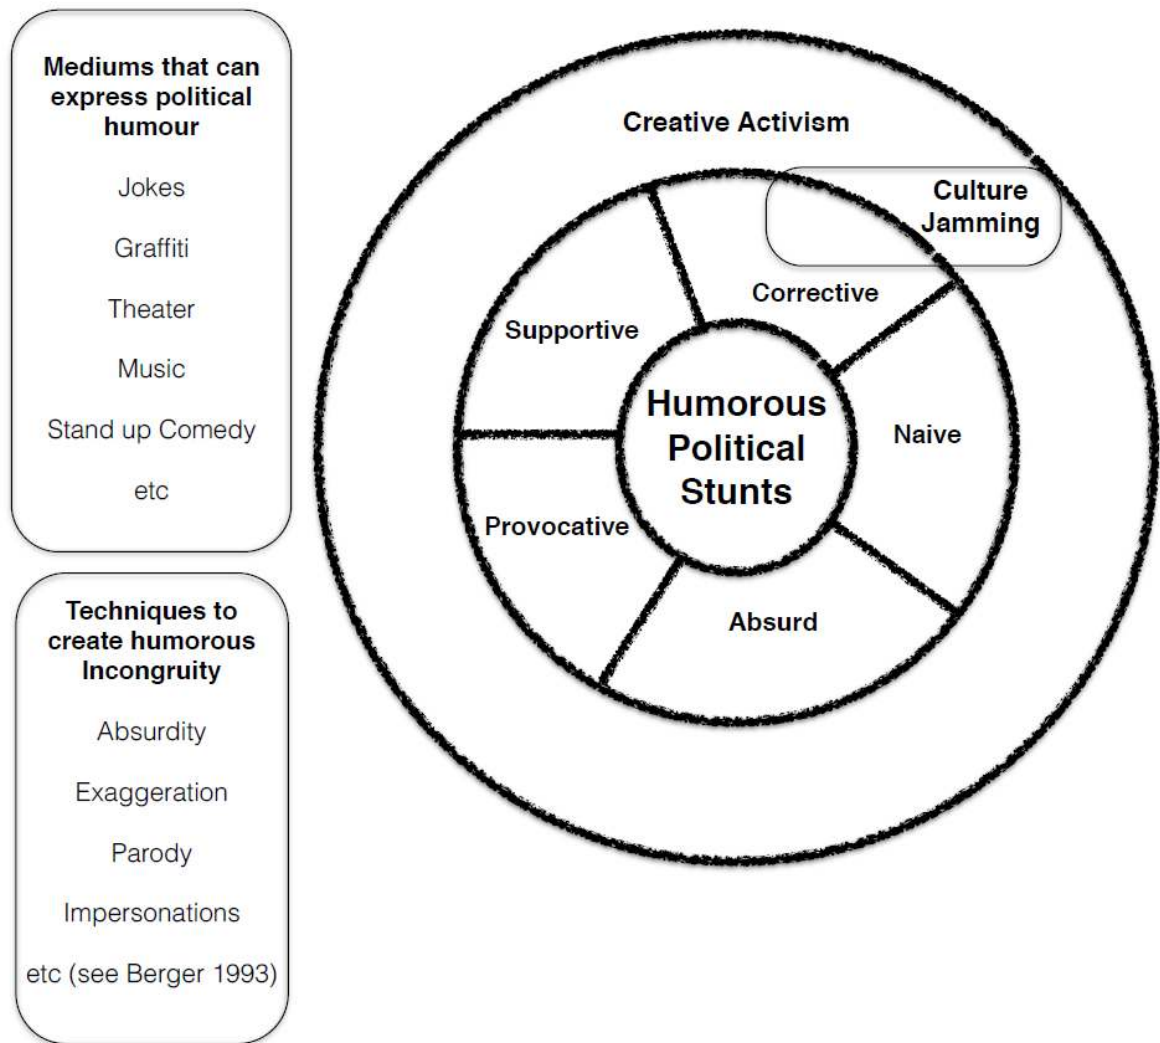 Mediums that can
express political
humour
Jokes
Graffiti
Theater
Music
Stand up Comedy
etc
Techniques to
create humorous
Incongruity
Absurdity
Exaggeration
Parody
Impersonations
etc (see Berger 1993)
Creative Activism
Culture
Jamming
Corrective
Supportive
Humorous
Political
Stunts
Naive
Provocative
Absurd